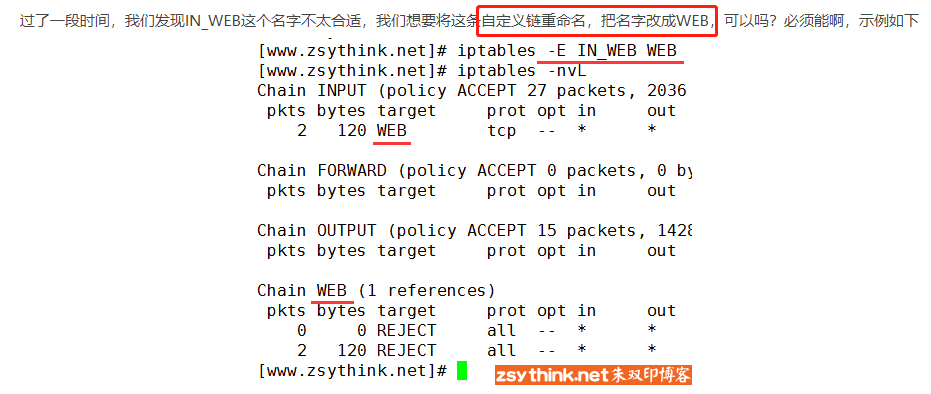 过了一段时间，我们发现IN_WEB这个名字不太合适，我们想要将这条自定义链重命名，把名字改成WEB，可以吗？必须能啊，示例如下
[www.zsythink.net]# iptables -E IN_WEB WEB
[www.zsythink.net]# iptables -nvL
Chain INPUT (policy ACCEPT 27 packets, 2036
 pkts bytes target     prot opt in     out
    2   120 WEB        tcp  --  *      *
Chain FORWARD (policy ACCEPT 0 packets, 0 by
 pkts bytes target     prot opt in     out
Chain OUTPUT (policy ACCEPT 15 packets, 1428
 pkts bytes target     prot opt in     out
Chain WEB (1 references)
 pkts bytes target     prot opt in     out
    0     0 REJECT     all  --  *      *
    2   120 REJECT     all  --  *      *
[www.zsythink.net]#
zsythink.net朱双印博客